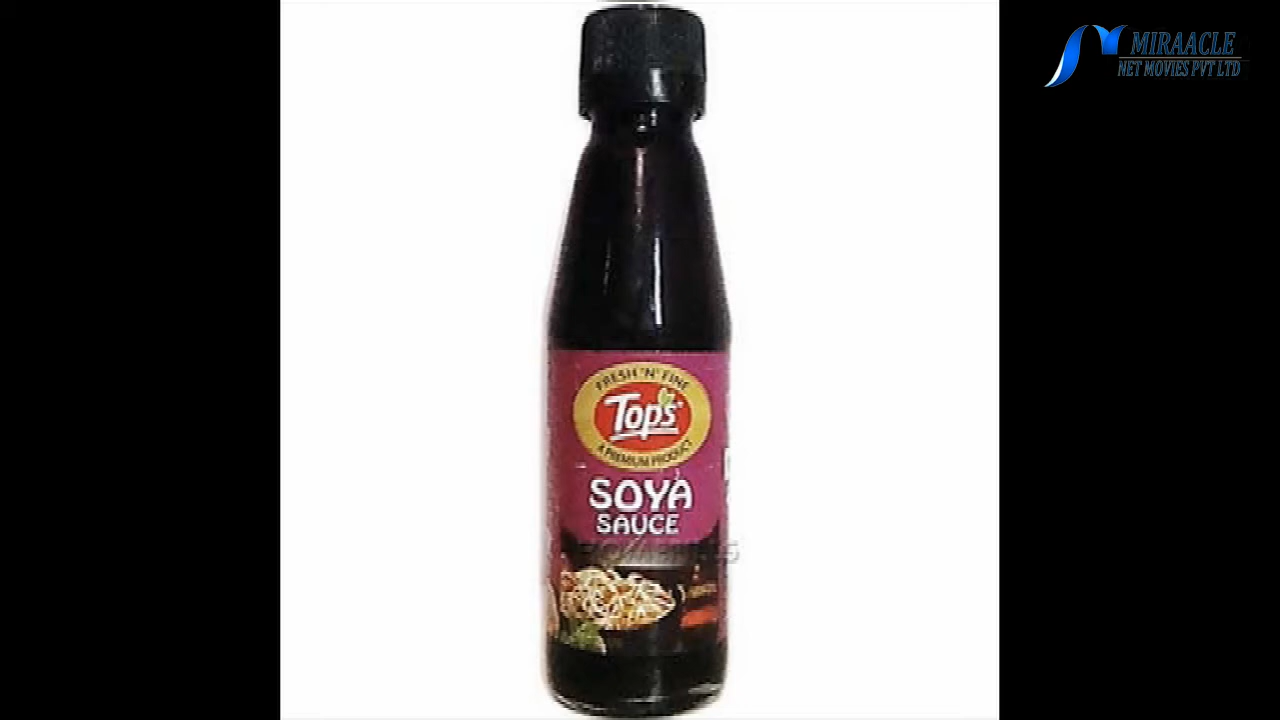 MIRAACLE
NET MOVIES PVT LTD
FRESH 'N' FINE
Tops
A PREMIUM PRODUCT
SOYA
SAUCE